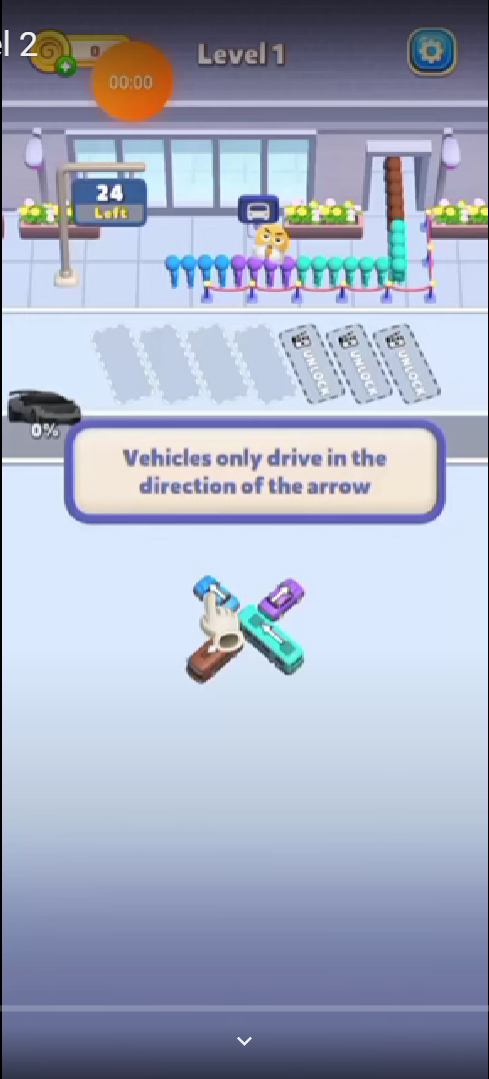 el 2
0
Level 1
00:00
24
Left
UNLOCK
UNLOCK
UNLOCK
0%
Vehicles only drive in the
direction of the arrow